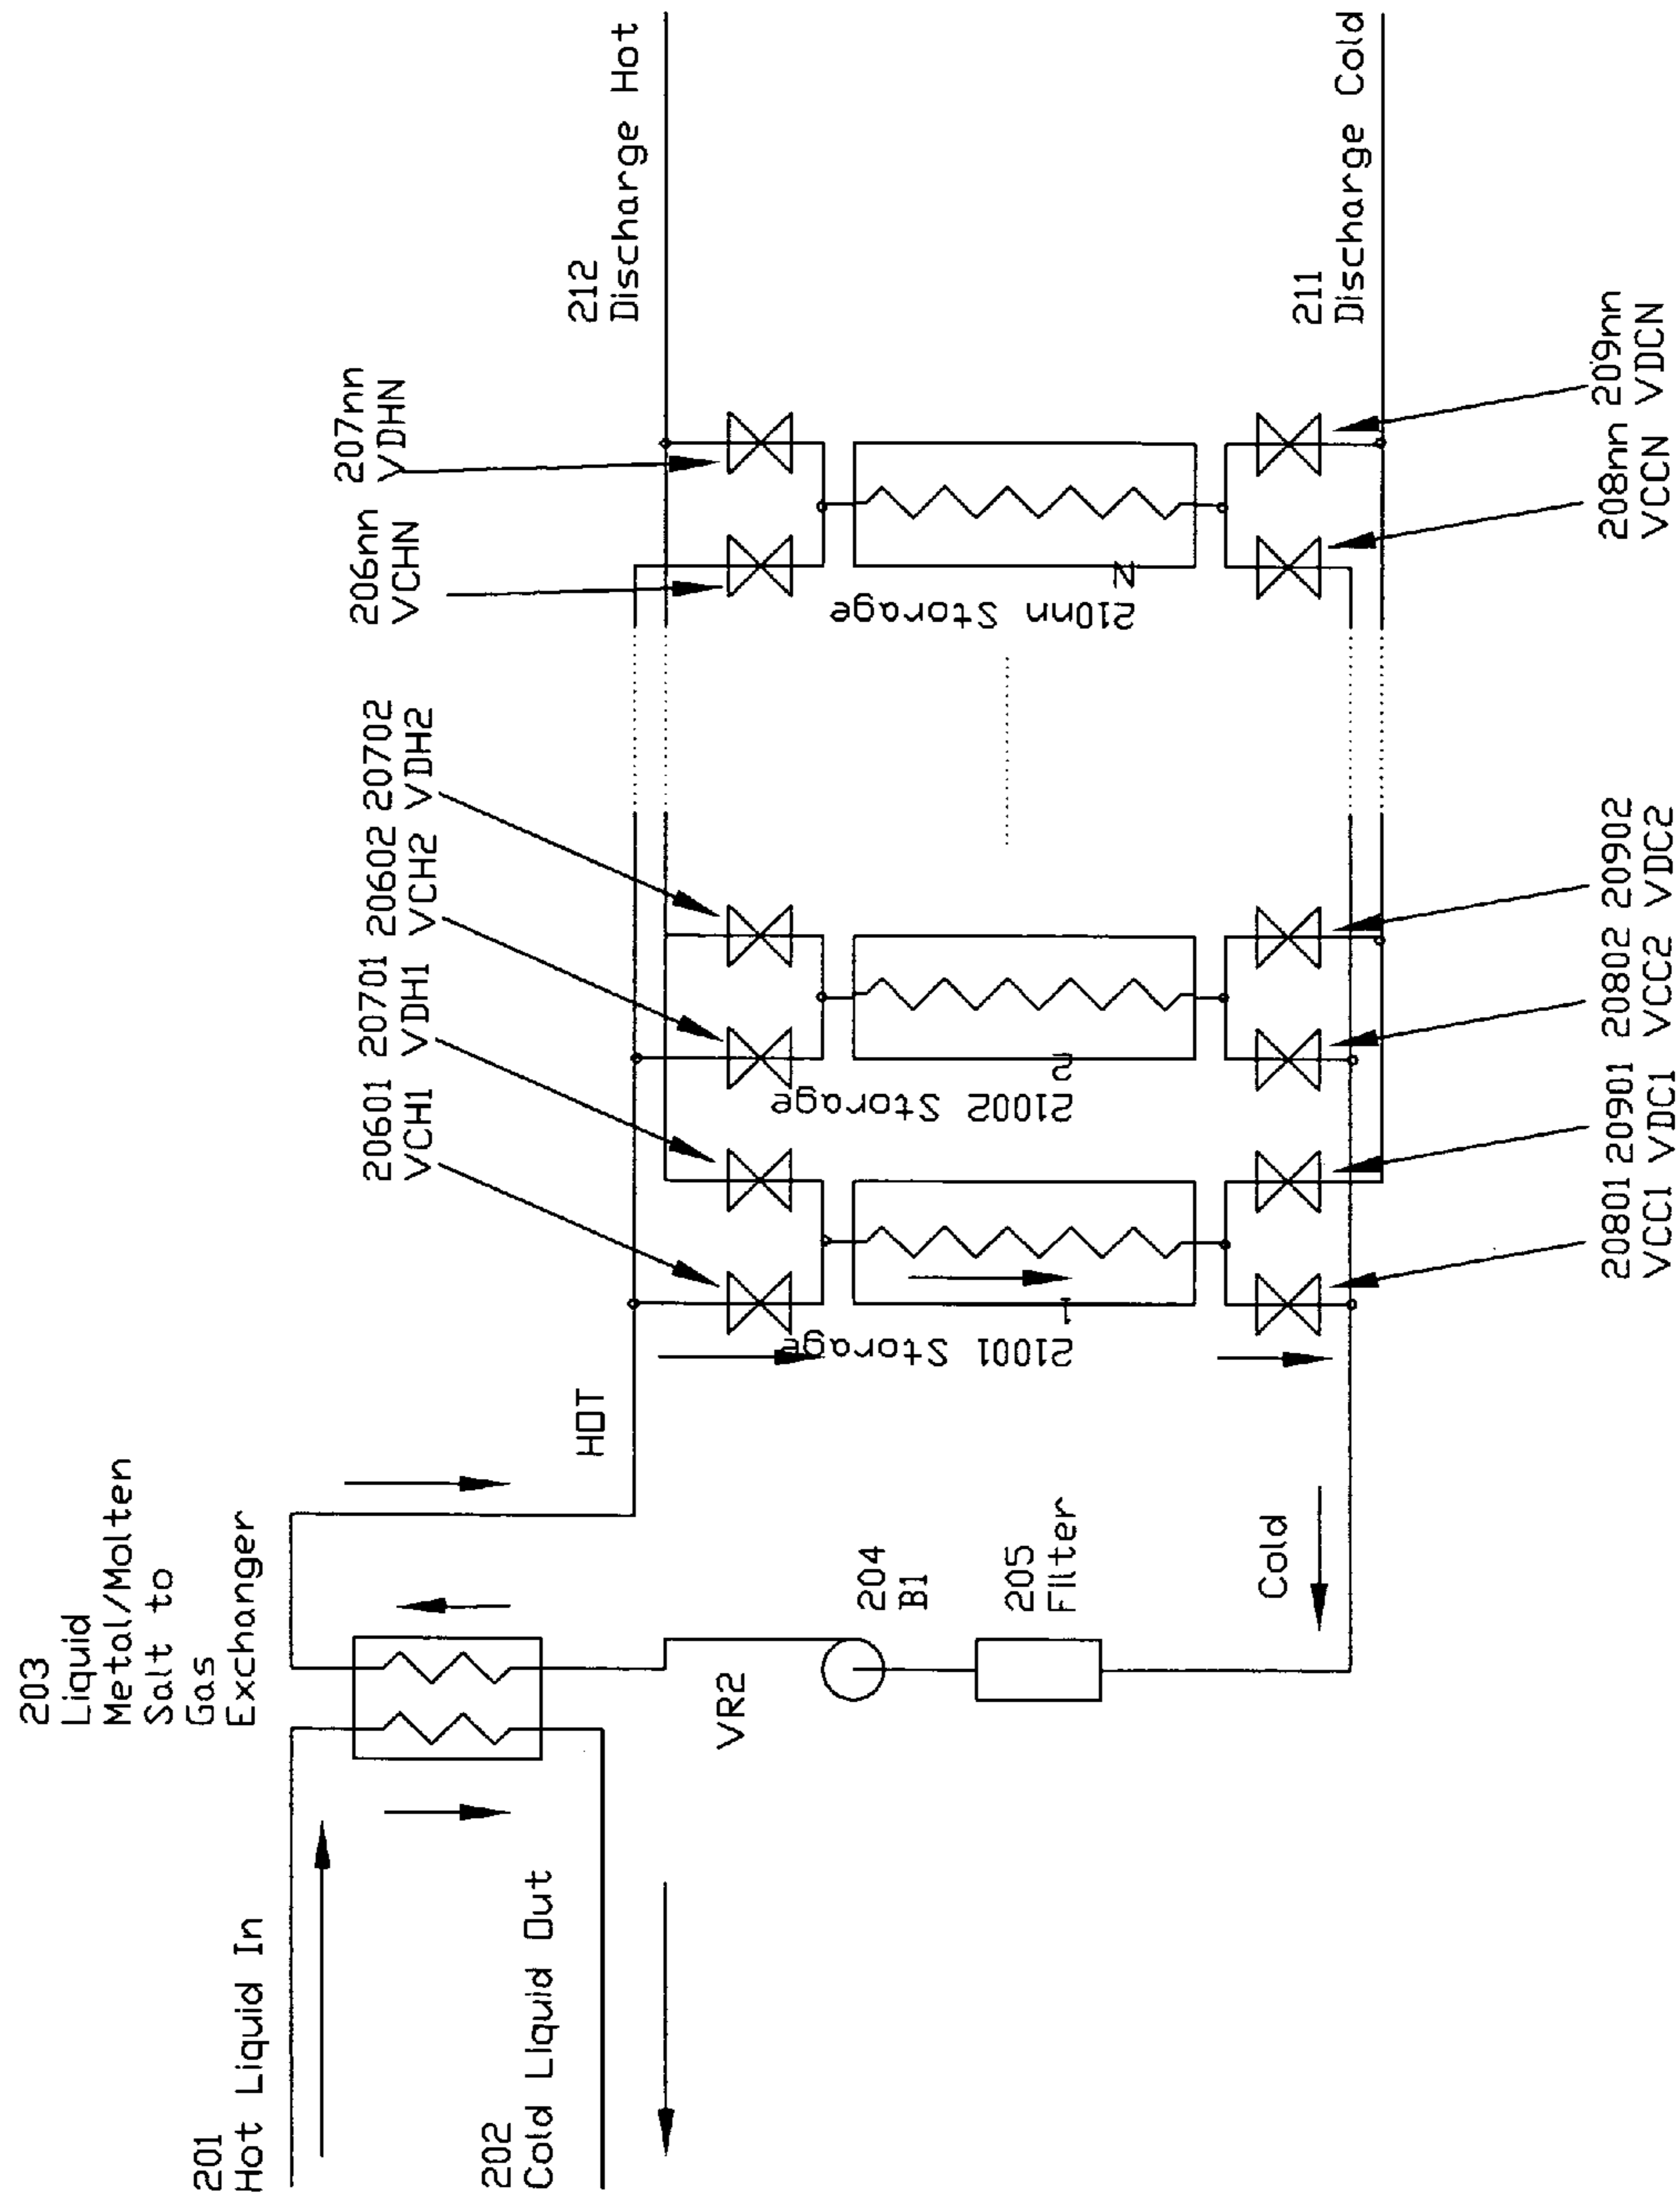 201
Hot Liquid In
202
Cold Liquid Out
203
Liquid
Metal/Molten
Salt to
Gas
Exchanger
VR2
204
B1
205
Filter
Cold
HOT
20601
VCH1
20701
VDH1
20602
VCH2
20702
VDH2
206nn
VCHN
207nn
VDHN
212
Discharge Hot
21001 Storage
1
21002 Storage
2
210nn Storage
N
20801
VCC1
20901
VDC1
20802
VCC2
20902
VDC2
208nn
VCCN
209nn
VDCN
211
Discharge Cold